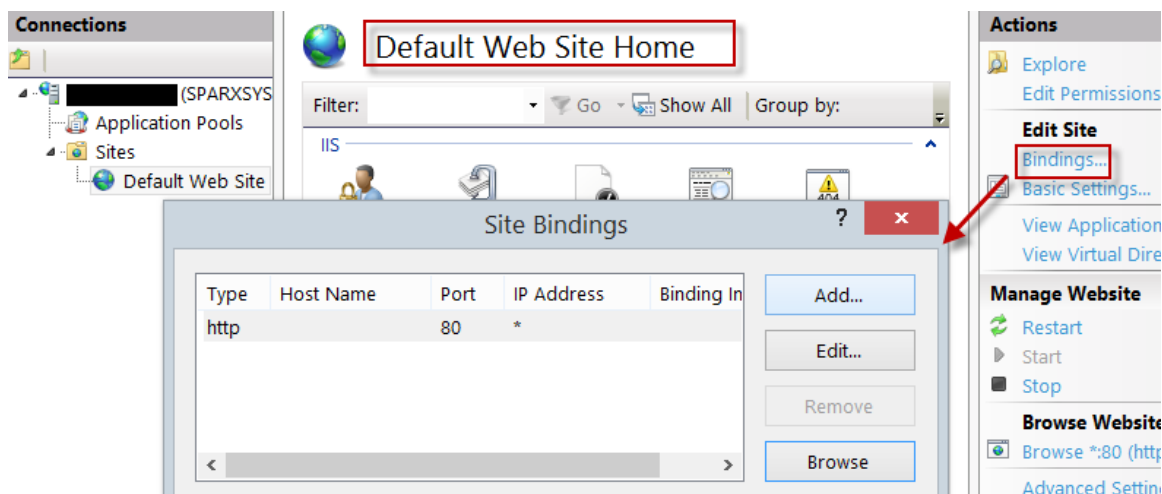 Connections
(SPARXSYS
Application Pools
Sites
Default Web Site
Default Web Site Home
Filter:
Go
Show All
Group by:
IIS
404
Site Bindings
?
x
Type Host Name Port IP Address Binding In
http 80 *
Add...
Edit...
Remove
Browse
Actions
Explore
Edit Permissions
Edit Site
Bindings...
Basic Settings...
View Application
View Virtual Dire
Manage Website
Restart
Start
Stop
Browse Website
Browse *:80 (http
Advanced Setting